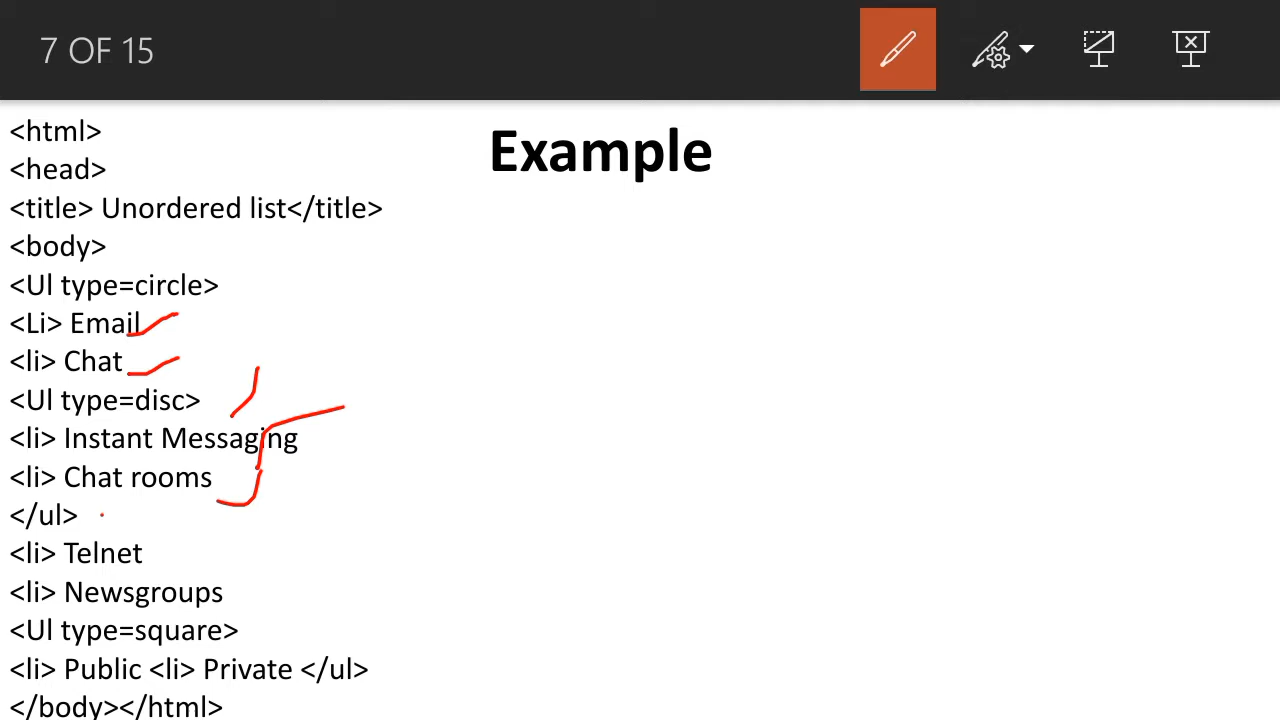 7 OF 15
Example
<html>
<head>
<title> Unordered list</title>
<body>
<Ul type=circle>
<Li> Email
<li> Chat
<Ul type=disc>
<li> Instant Messaging
<li> Chat rooms
</ul>
<li> Telnet
<li> Newsgroups
<Ul type=square>
<li> Public <li> Private </ul>
</body></html>